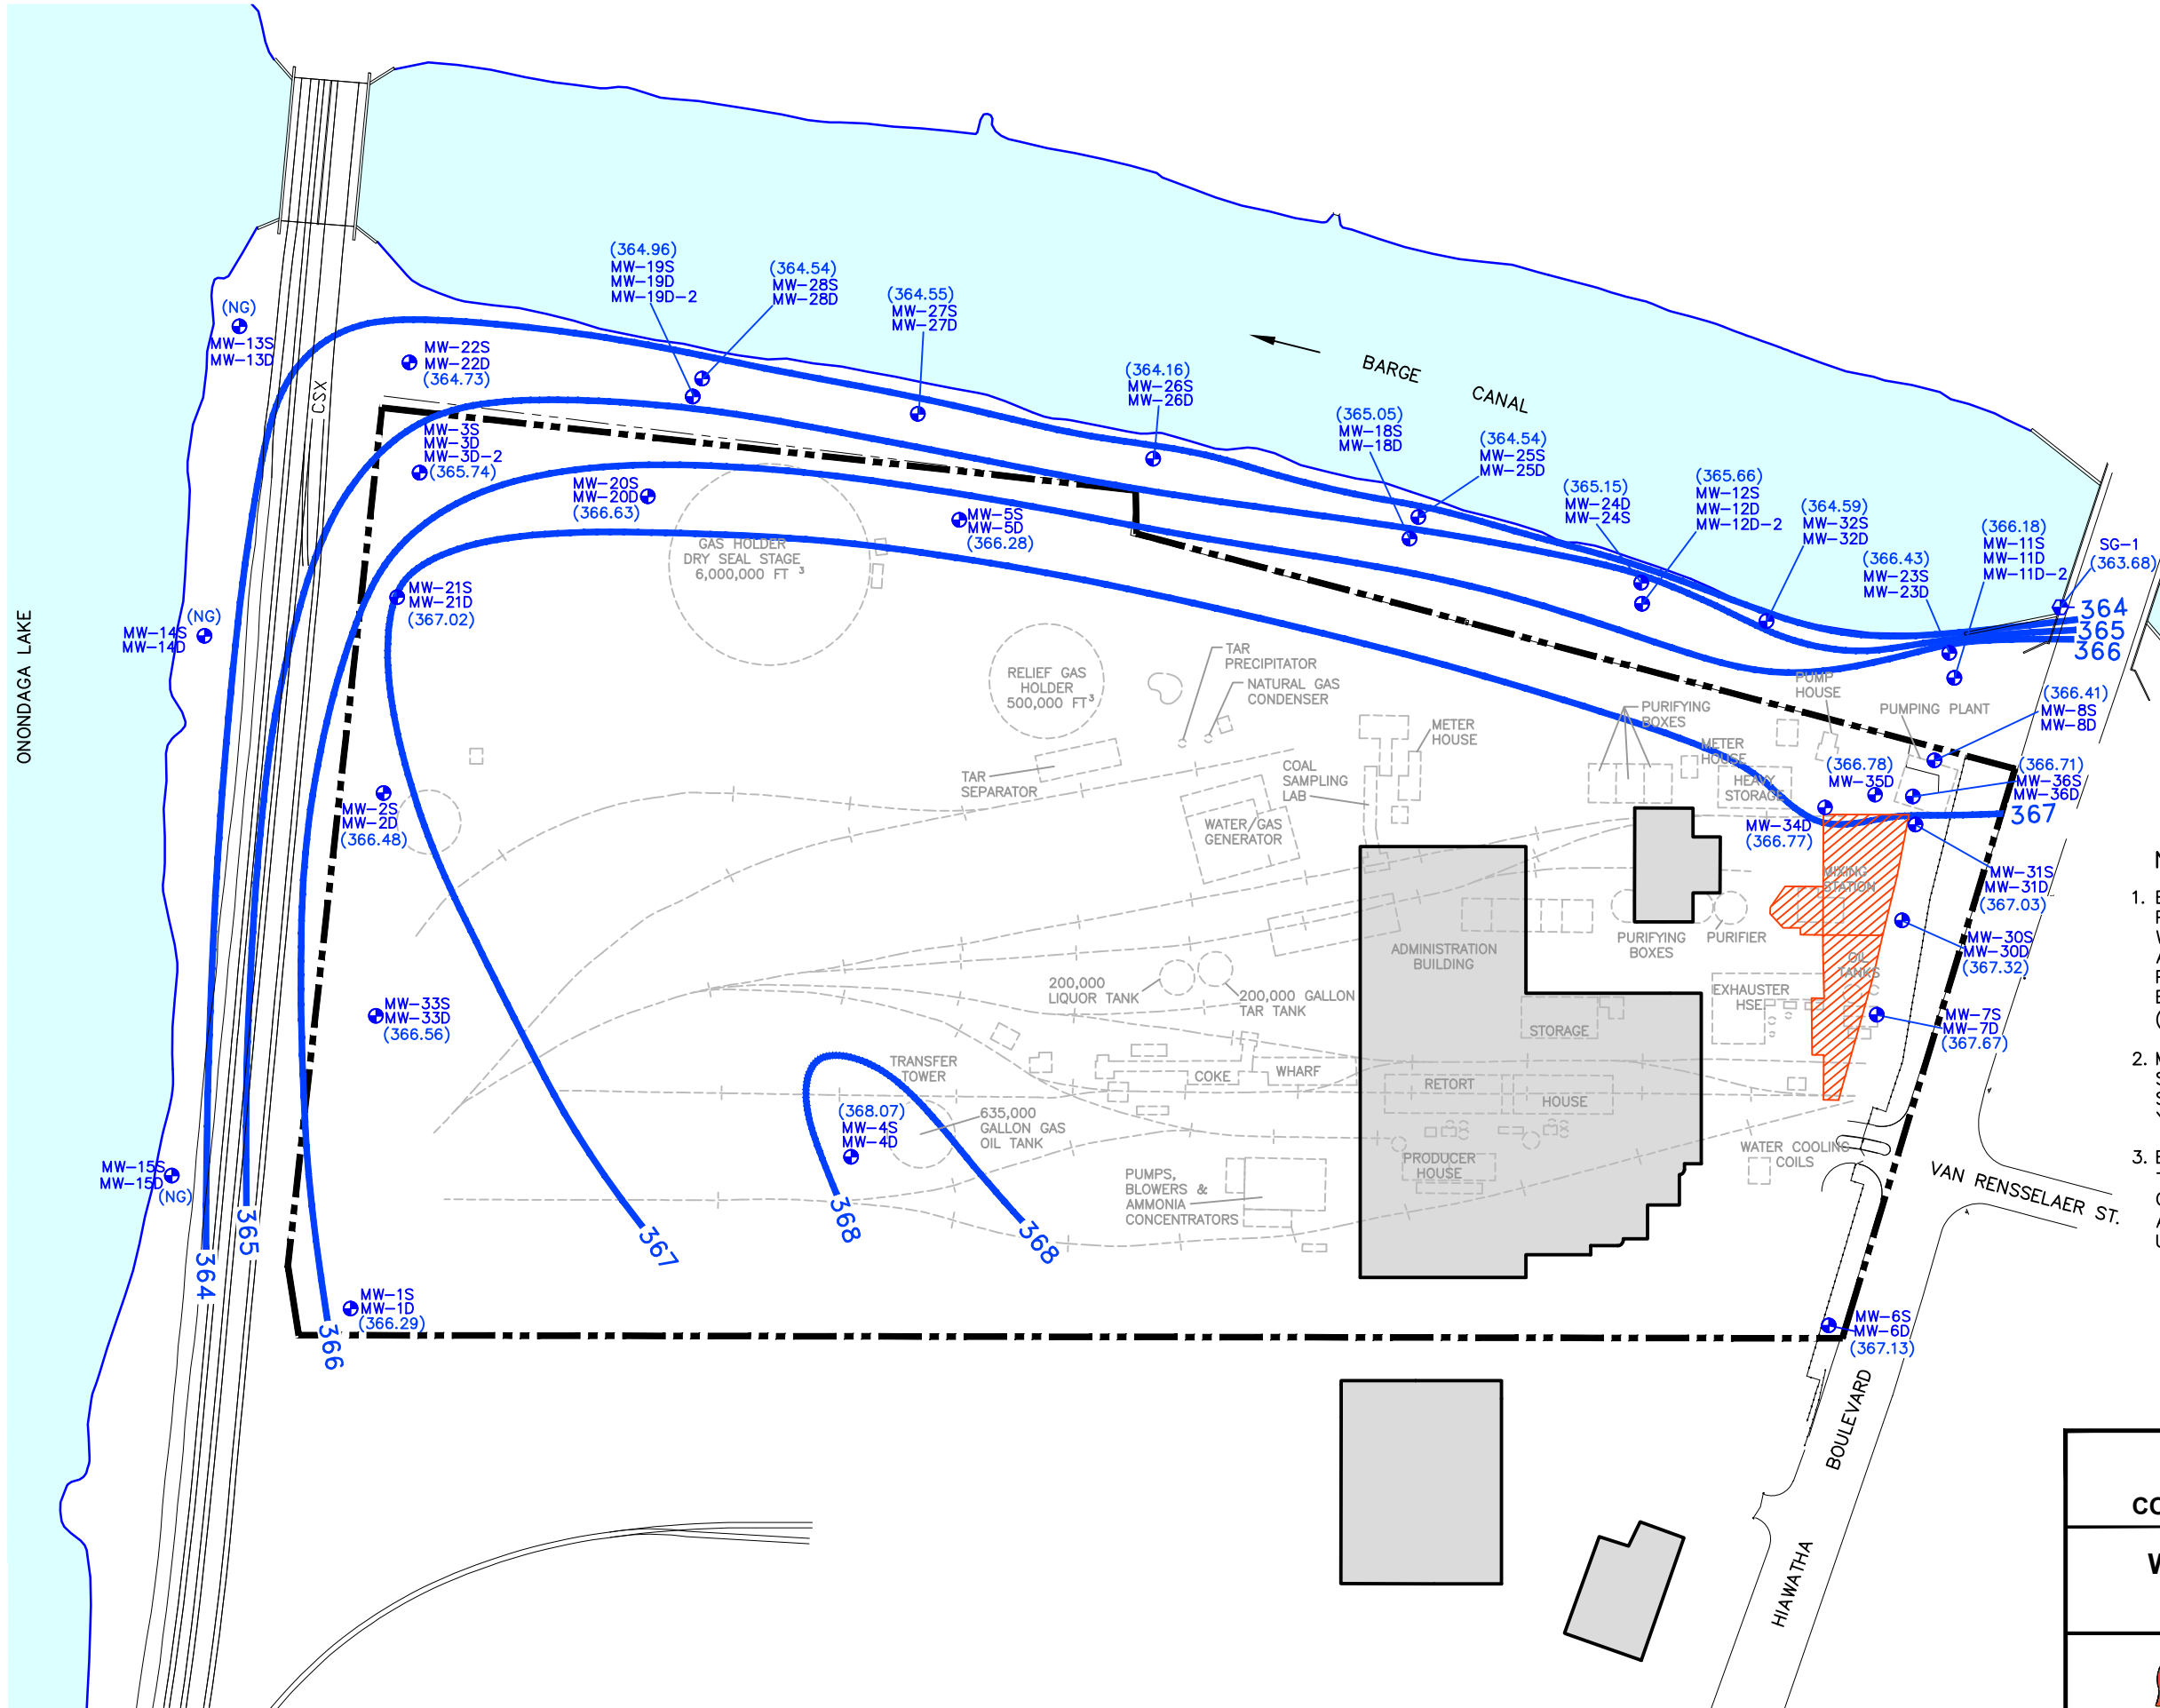 (364.96)
MW-19S
MW-19D
MW-19D-2
(364.54)
MW-28S
MW-28D
(364.55)
MW-27S
MW-27D
(NG)
MW-13S
MW-13D
MW-22S
MW-22D
(364.73)
CSX
MW-3S
MW-3D
MW-3D-2
(365.74)
(364.16)
MW-26S
MW-26D
BARGE CANAL
(365.05)
MW-18S
MW-18D
(364.54)
MW-25S
MW-25D
(365.15)
MW-24D
MW-24S
(365.66)
MW-12S
MW-12D
MW-12D-2
(364.59)
MW-32S
MW-32D
(366.43)
MW-23S
MW-23D
(366.18)
MW-11S
MW-11D
MW-11D-2
SG-1
(363.68)
364
365
366
MW-20S
MW-20D
(366.63)
MW-5S
MW-5D
(366.28)
GAS HOLDER
DRY SEAL STAGE
6,000,000 FT 3
MW-21S
MW-21D
(367.02)
(NG)
MW-14S
MW-14D
ONONDAGA LAKE
RELIEF GAS
HOLDER
500,000 FT3
TAR
PRECIPITATOR
NATURAL GAS
CONDENSER
METER
HOUSE
PURIFYING
BOXES
PUMP
HOUSE
PUMPING PLANT
(366.41)
MW-8S
MW-8D
METER
HOUSE
HEAVY
STORAGE
(366.78)
MW-35D
(366.71)
MW-36S
MW-36D
367
TAR
SEPARATOR
COAL
SAMPLING
LAB
WATER/GAS
GENERATOR
MW-2S
MW-2D
(366.48)
MW-34D
(366.77)
MIXING
STATION
MW-31S
MW-31D
(367.03)
N
1. E
F
W
A
F
E
(
ADMINISTRATION
BUILDING
PURIFYING
BOXES
PURIFIER
OIL
TANKS
MW-30S
MW-30D
(367.32)
200,000
LIQUOR TANK
200,000 GALLON
TAR TANK
EXHAUSTER
HSE
STORAGE
MW-7S
MW-7D
(367.67)
MW-33S
MW-33D
(366.56)
TRANSFER
TOWER
COKE
WHARF
RETORT
HOUSE
2. M
S
S
(368.07)
MW-4S
MW-4D
635,000
GALLON GAS
OIL TANK
WATER COOLING
COILS
PRODUCER
HOUSE
PUMPS,
BLOWERS &
AMMONIA
CONCENTRATORS
VAN RENSSELAER ST.
3. E
MW-15S
MW-15D
(NG)
364
365
366
367
368
368
MW-1S
MW-1D
(366.29)
MW-6S
MW-6D
(367.13)
HIAWATHA BOULEVARD
CO
W